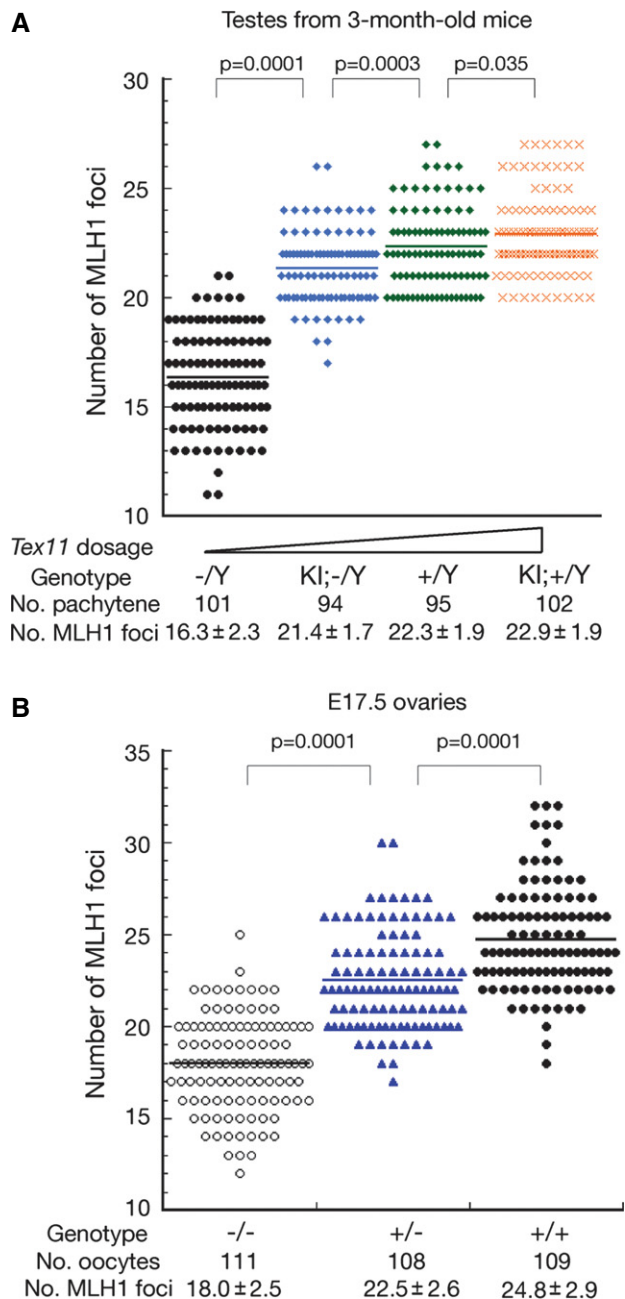 A
Testes from 3-month-old mice
p=0.0001 p=0.0003 p=0.035
30
25
20
15
10
Number of MLH1 foci
Tex11 dosage
Genotype -/Y KI;-/Y +/Y KI;+/Y
No. pachytene 101 94 95 102
No. MLH1 foci 16.3±2.3 21.4±1.7 22.3±1.9 22.9±1.9
B
E17.5 ovaries
p=0.0001 p=0.0001
35
30
25
20
15
10
Number of MLH1 foci
Genotype -/- +/- +/+
No. oocytes 111 108 109
No. MLH1 foci 18.0±2.5 22.5±2.6 24.8±2.9